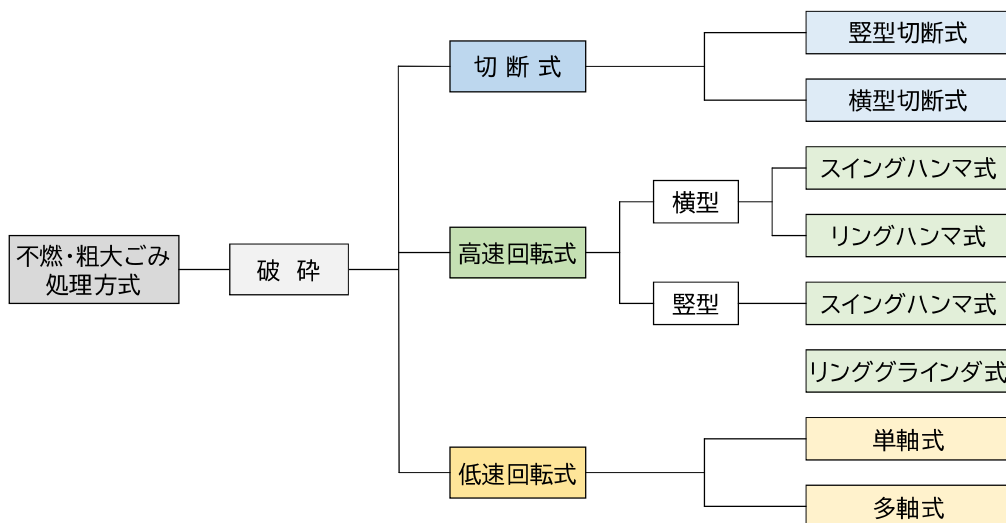 不燃・粗大ごみ
処理方式
破 砕
切 断 式
竪型切断式
横型切断式
高速回転式
横型
スイングハンマ式
リングハンマ式
竪型
スイングハンマ式
リンググラインダ式
低速回転式
単軸式
多軸式